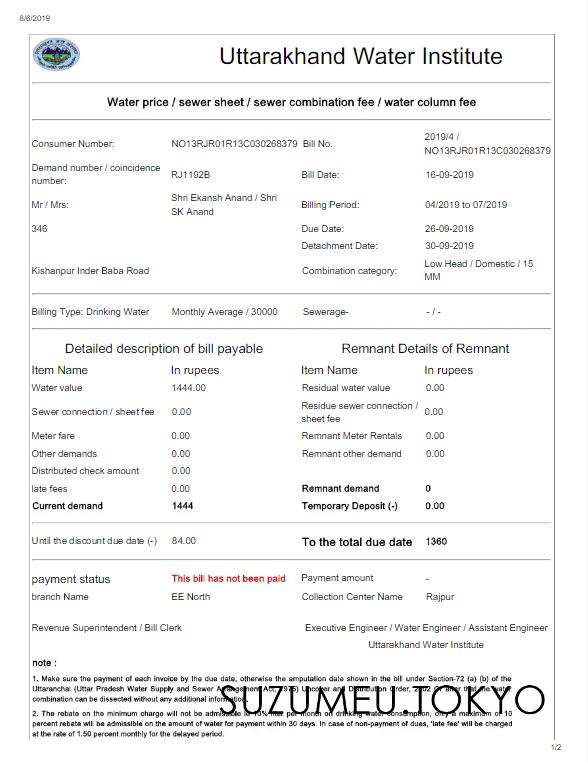 8/6/2019
Uttarakhand Water Institute
Water price / sewer sheet / sewer combination fee / water column fee
Consumer Number: NO13RJR01R13C030268379 Bill No. 2019/4 / NO13RJR01R13C030268379
Demand number / coincidence number: RJ1192B Bill Date: 16-09-2019
Mr / Mrs: Shri Ekansh Anand / Shri SK Anand Billing Period: 04/2019 to 07/2019
346 Due Date: 26-09-2019
Detachment Date: 30-09-2019
Kishanpur Inder Baba Road Combination category: Low Head / Domestic / 15 MM
Billing Type: Drinking Water Monthly Average / 30000 Sewerage- - / -
Detailed description of bill payable Remnant Details of Remnant
Item Name In rupees Item Name In rupees
Water value 1444.00 Residual water value 0.00
Sewer connection / sheet fee 0.00 Residue sewer connection / sheet fee 0.00
Meter fare 0.00 Remnant Meter Rentals 0.00
Other demands 0.00 Remnant other demand 0.00
Distributed check amount 0.00
late fees 0.00 Remnant demand 0
Current demand 1444 Temporary Deposit (-) 0.00
Until the discount due date (-) 84.00 To the total due date 1360
payment status This bill has not been paid Payment amount -
branch Name EE North Collection Center Name Rajpur
Revenue Superintendent / Bill Clerk Executive Engineer / Water Engineer / Assistant Engineer
Uttarakhand Water Institute
note :
1. Make sure the payment of each invoice by the due date, otherwise the amputation date shown in the bill under Section-72 (a) (b) of the
Uttaranchal (Uttar Pradesh Water Supply and Sewer Arrangement Act, 1975) and Distribution Order, 2002 the water
combination can be dissected without any additional information.
SUZUMEU TOKYO
2. The rebate on the minimum charge will not be admissible 10% per month on drinking water consumption, only a maximum of 10
percent rebate will be admissible on the amount of water for payment within 30 days. In case of non-payment of dues, 'late fee' will be charged
at the rate of 1.50 percent monthly for the delayed period.
1/2